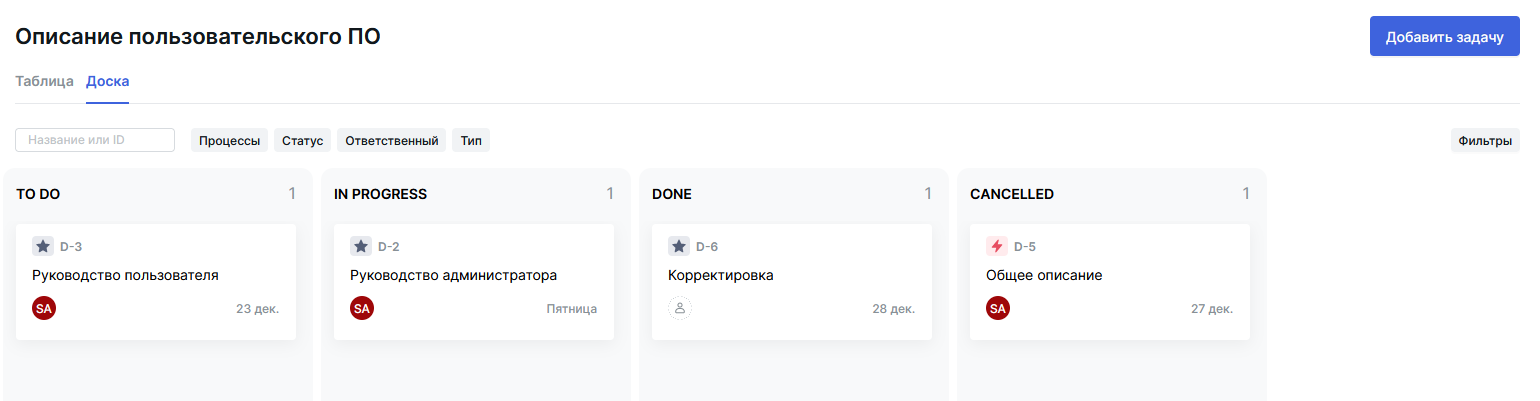 Описание пользовательского ПО
Добавить задачу
Таблица Доска
Название или ID Процессы Статус Ответственный Тип Фильтры
TO DO 1
D-3
Руководство пользователя
SA 23 дек.
IN PROGRESS 1
D-2
Руководство администратора
SA Пятница
DONE 1
D-6
Корректировка
28 дек.
CANCELLED 1
D-5
Общее описание
SA 27 дек.